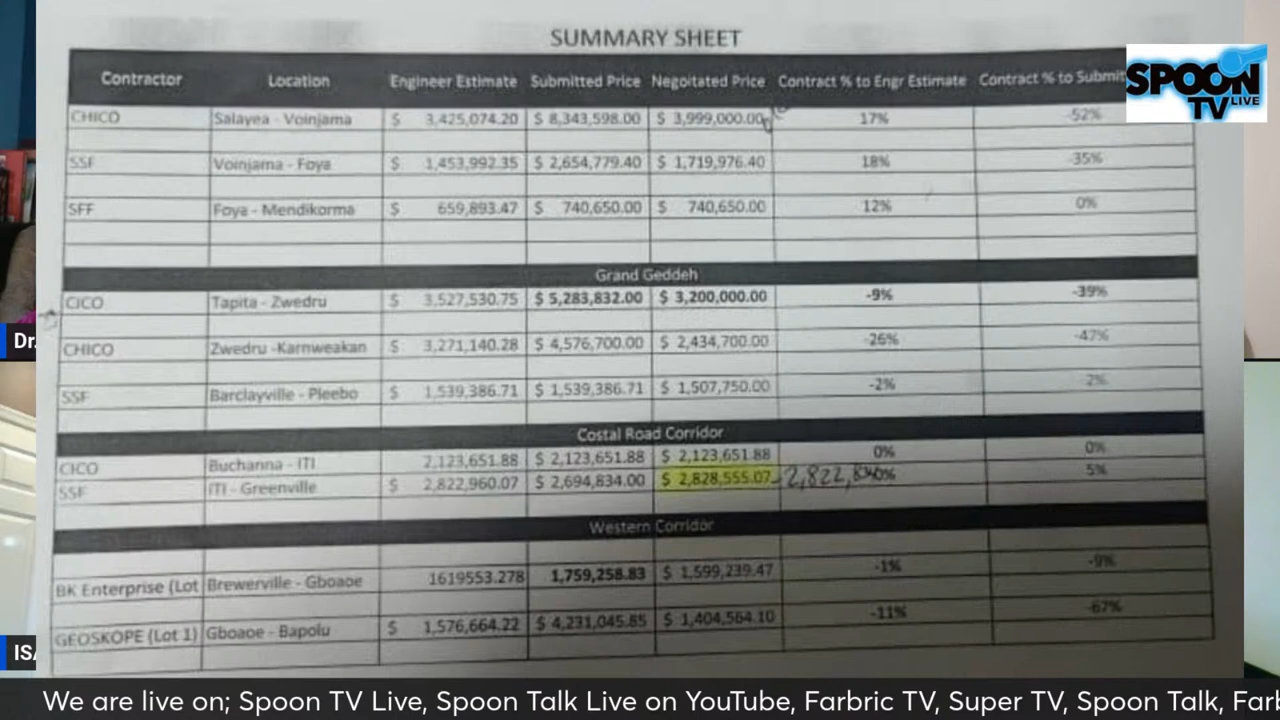 SUMMARY SHEET
Contractor Location Engineer Estimate Submitted Price Negoitated Price Contract % to Engr Estimate Contract % to Submit
SPOON
TV LIVE
CHICO Salayea - Voinjama $ 3,425,074.20 $ 8,343,598.00 $ 3,999,000.00 17% -52%
SSF Voinjama - Foya $ 1,453,992.35 $ 2,654,779.40 $ 1,719,976.40 18% -35%
SFF Foya - Mendikorma $ 659,893.47 $ 740,650.00 $ 740,650.00 12% 0%
Grand Geddeh
CICO Tapita - Zwedru $ 3,527,530.75 $ 5,283,832.00 $ 3,200,000.00 -9% -39%
CHICO Zwedru -Karnweakan $ 3,271,140.28 $ 4,576,700.00 $ 2,434,700.00 -26% -47%
SSF Barclayville - Pleebo $ 1,539,386.71 $ 1,539,386.71 $ 1,507,750.00 -2% -2%
Costal Road Corridor
CICO Buchanna - ITI 2,123,651.88 $ 2,123,651.88 $ 2,123,651.88 0% 0%
SSF ITI - Greenville $ 2,822,960.07 $ 2,694,834.00 $ 2,828,555.07 5%
Western Corridor
BK Enterprise (Lot Brewerville - Gboaoe 1619553.278 1,759,258.83 $ 1,599,239.47 -1% -9%
GEOSKOPE (Lot 1) Gboaoe - Bapolu $ 1,576,664.22 $ 4,231,045.85 $ 1,404,564.10 -11% -67%
Dr.
ISA
We are live on; Spoon TV Live, Spoon Talk Live on YouTube, Farbric TV, Super TV, Spoon Talk, Farb